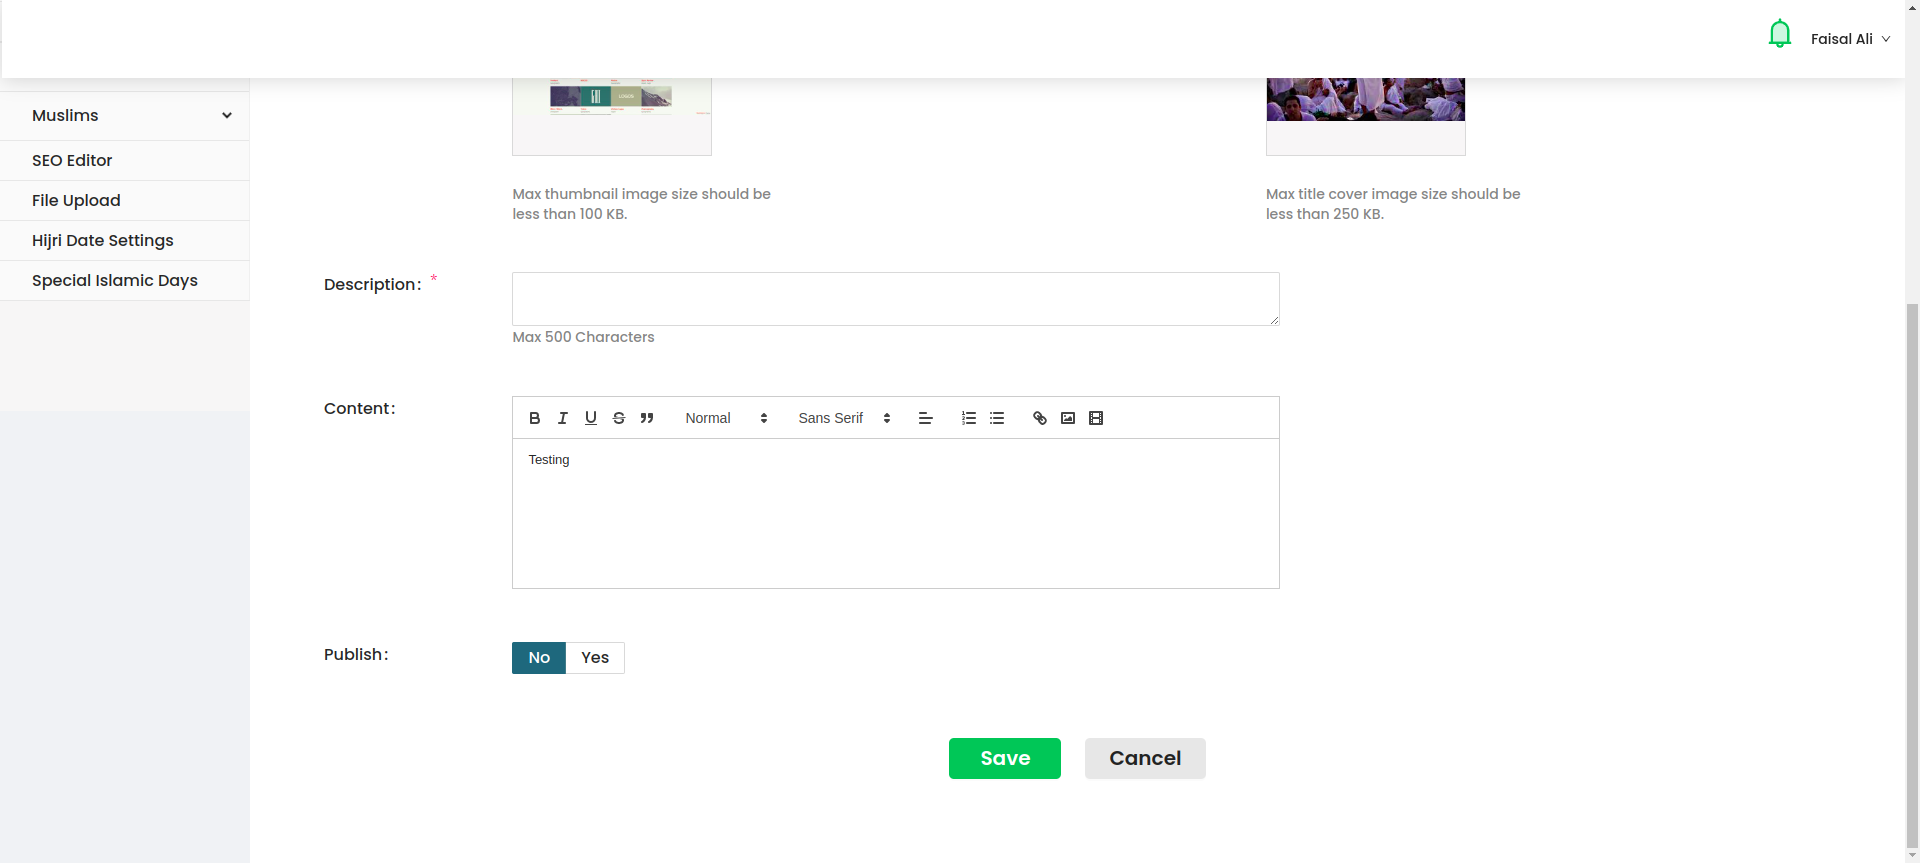 Faisal Ali
Muslims
SEO Editor
File Upload
Hijri Date Settings
Special Islamic Days
LOGOS
Max thumbnail image size should be
less than 100 KB.
Max title cover image size should be
less than 250 KB.
Description: *
Max 500 Characters
Content:
Normal
Sans Serif
Testing
Publish:
No
Yes
Save
Cancel